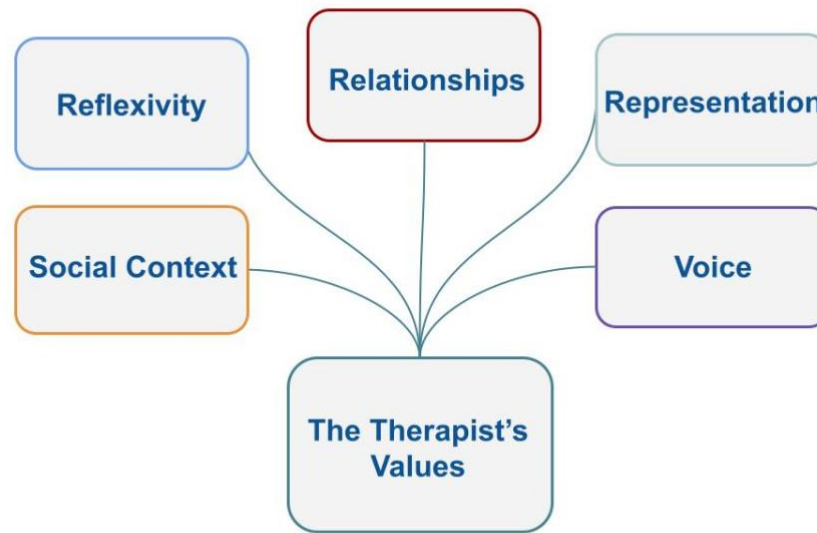 Reflexivity
Relationships
Representation
Social Context
Voice
The Therapist’s
Values